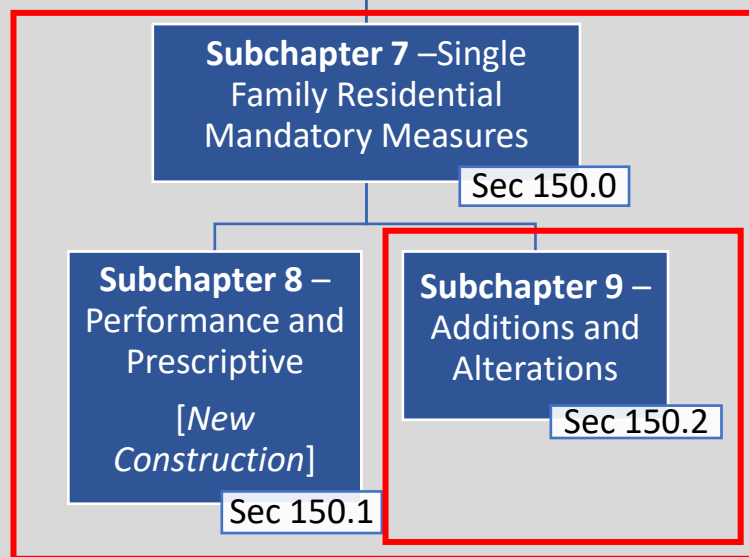 Subchapter 7 –Single
Family Residential
Mandatory Measures
Sec 150.0
Subchapter 8 –
Performance and
Prescriptive
[New
Construction]
Sec 150.1
Subchapter 9 –
Additions and
Alterations
Sec 150.2